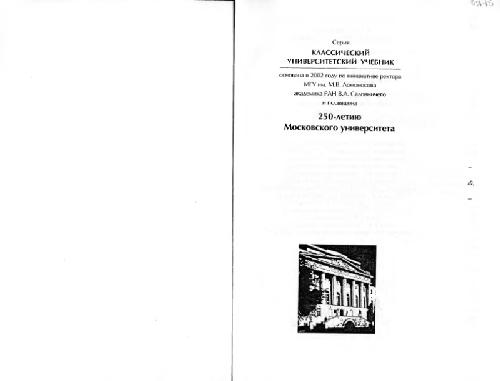 Серия
КЛАССИЧЕСКИЙ
УНИВЕРСИТЕТСКИЙ УЧЕБНИК
основана в 2002 году по инициативе ректора
МГУ им. М.В. Ломоносова
академика РАН В.А. Садовничего
и посвящена
250-летию
Московского университета